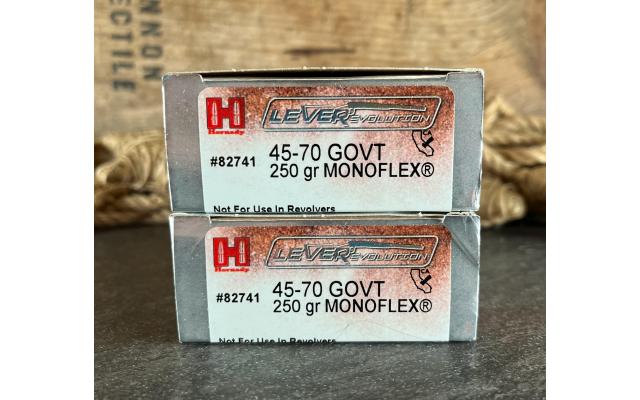 NNON
ECTILE
H
Hornady
LEVERevolution
45-70 GOVT
#82741
250 gr MONOFLEX®
Not For Use In Revolvers
H
Hornady
LEVERevolution
45-70 GOVT
#82741
250 gr MONOFLEX®
Not For Use In Revolvers